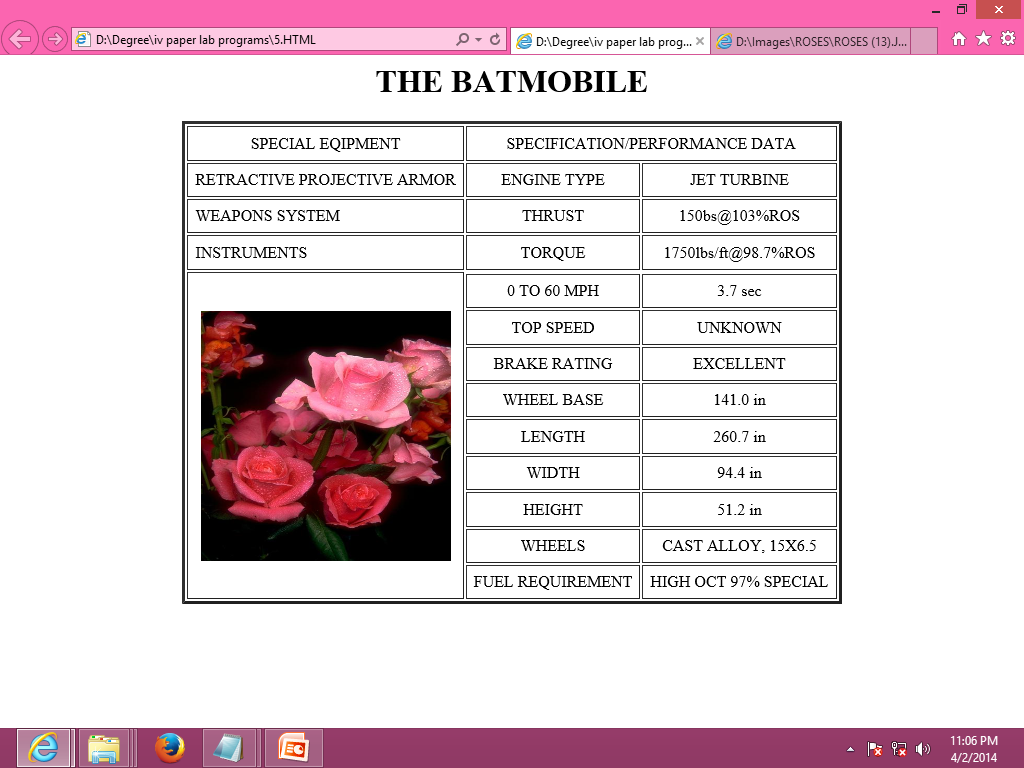 D:\Degree\iv paper lab programs\5.HTML
D:\Degree\iv paper lab prog...
D:\Images\ROSES\ROSES (13).J...
THE BATMOBILE
SPECIAL EQIPMENT SPECIFICATION/PERFORMANCE DATA
RETRACTIVE PROJECTIVE ARMOR ENGINE TYPE JET TURBINE
WEAPONS SYSTEM THRUST 150bs@103%ROS
INSTRUMENTS TORQUE 1750lbs/ft@98.7%ROS
0 TO 60 MPH 3.7 sec
TOP SPEED UNKNOWN
BRAKE RATING EXCELLENT
WHEEL BASE 141.0 in
LENGTH 260.7 in
WIDTH 94.4 in
HEIGHT 51.2 in
WHEELS CAST ALLOY, 15X6.5
FUEL REQUIREMENT HIGH OCT 97% SPECIAL
11:06 PM
4/2/2014